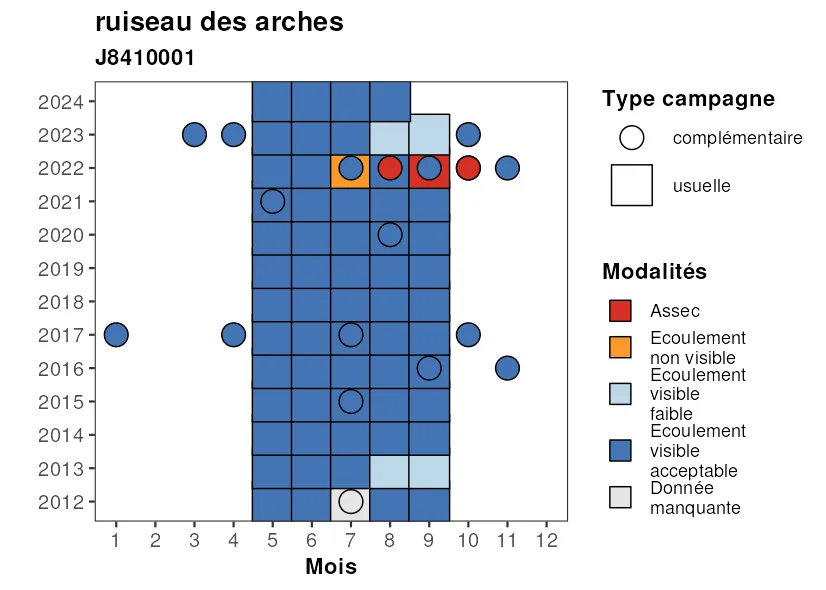 ruiseau des arches
J8410001
2024
2023
2022
2021
2020
2019
2018
2017
2016
2015
2014
2013
2012
1 2 3 4 5 6 7 8 9 10 11 12
Mois
Type campagne
complémentaire
usuelle
Modalités
Assec
Ecoulement
non visible
Ecoulement
visible
faible
Ecoulement
visible
acceptable
Donnée
manquante